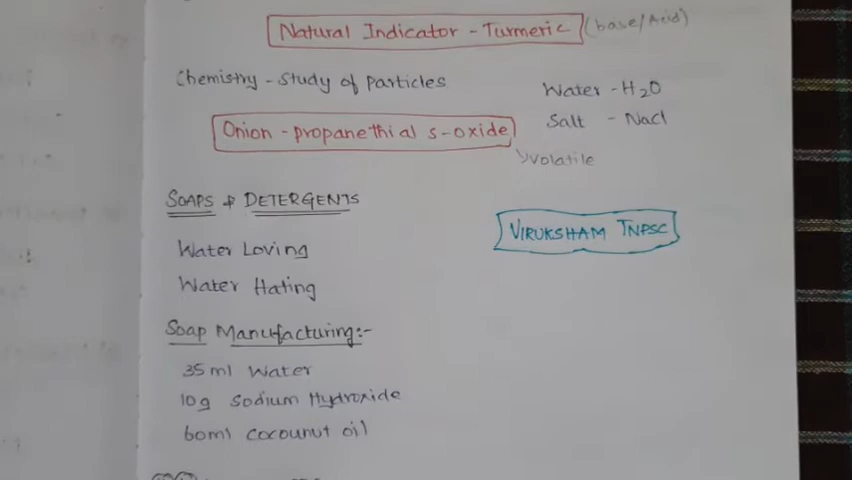 Natural Indicator - Turmeric (base/Acid)
Chemistry - Study of Particles
Water - H2O
Onion - propanethial s-oxide
Salt - Nacl
Volatile
SOAPS & DETERGENTS
VIRUKSHAM TNPSC
Water Loving
Water Hating
Soap Manufacturing:-
35ml Water
10g Sodium Hydroxide
60ml cocounut oil